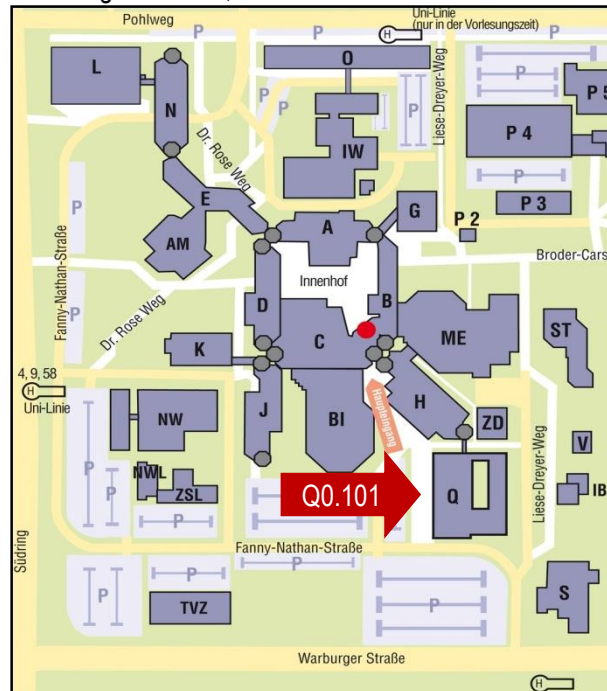 Pohlweg
Uni-Linie
(nur in der Vorlesungszeit)
H
P
P
P
P
L
O
P
P 5
N
Liese-Dreyer-Weg
P
P
P 4
Dr. Rose Weg
IW
P
E
P
G
P 3
A
P 2
AM
Broder-Cars
Innenhof
Fanny-Nathan-Straße
D
B
P
ME
Dr. Rose Weg
C
ST
K
4, 9, 58
H
Uni-Linie
J
H
Haupteingang
NW
BI
ZD
P
P
V
NWL
ZSL
Q0.101
Q
Liese-Dreyer-Weg
IB
P
P
Südring
Fanny-Nathan-Straße
P
P
P
P
S
TVZ
Warburger Straße
H